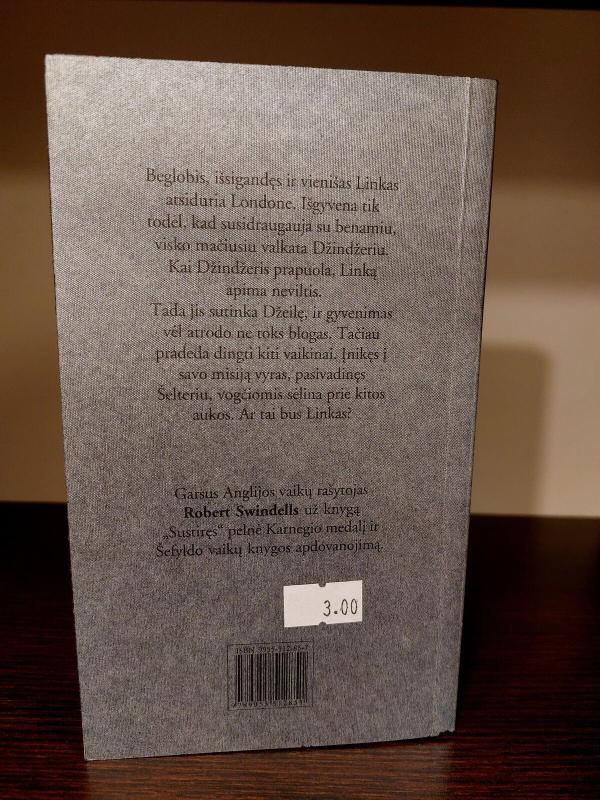 Beglobis, išsigandęs ir vienišas Linkas
atsiduria Londone. Išgyvena tik
todėl, kad susidraugauja su benamiu,
visko mačiusiu valkata Džindžeriu.
Kai Džindžeris prapuola, Linką
apima neviltis.
Tada jis sutinka Džeilę, ir gyvenimas
vėl atrodo ne toks blogas. Tačiau
pradeda dingti kiti vaikinai. Įnikęs į
savo misiją vyras, pasivadinęs
Šelteriu, vogčiomis sėlina prie kitos
aukos. Ar tai bus Linkas?
Garsus Anglijos vaikų rašytojas
Robert Swindells už knygą
„Sustiręs“ pelnė Karnegio medalį ir
Šefyldo vaikų knygos apdovanojimą.
3.00
ISBN